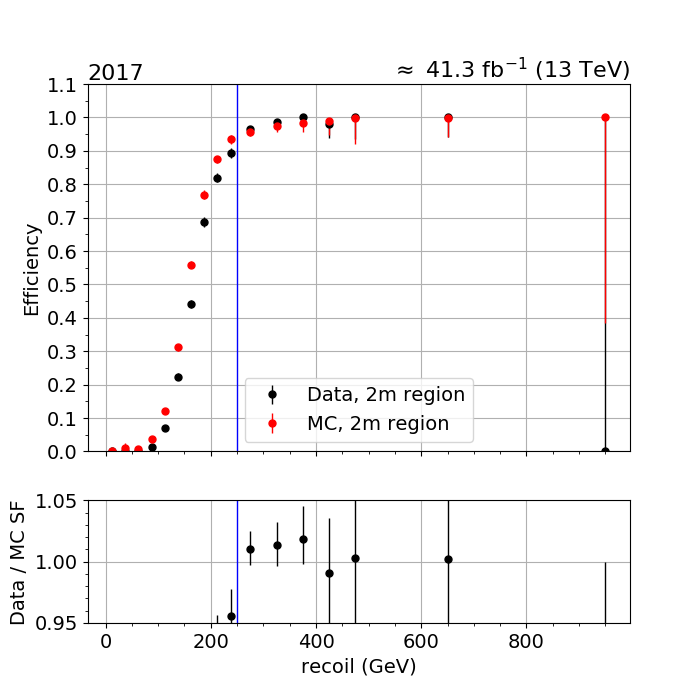 2017
≈ 41.3 fb⁻¹ (13 TeV)
1.1
1.0
0.9
0.8
0.7
0.6
0.5
0.4
0.3
0.2
0.1
0.0
Efficiency
Data, 2m region
MC, 2m region
1.05
1.00
0.95
Data / MC SF
0 200 400 600 800
recoil (GeV)